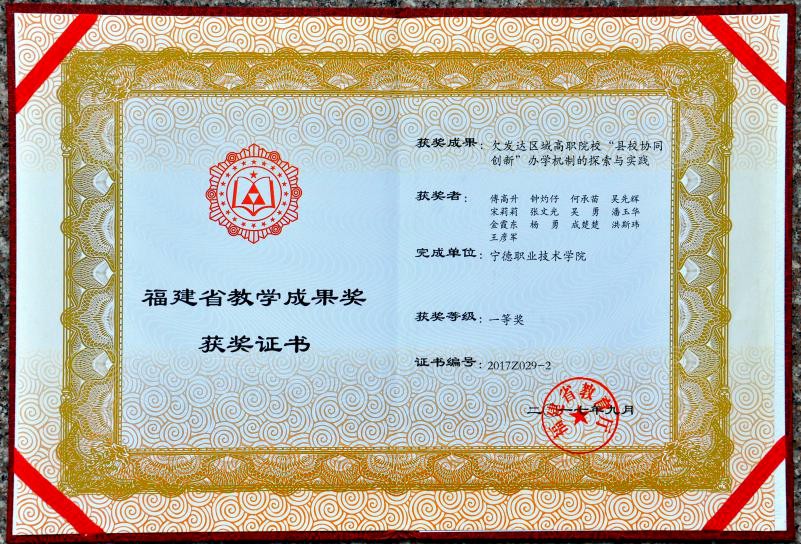 福建省教学成果奖
获奖证书
获奖成果：欠发达区域高职院校“县校协同
创新”办学机制的探索与实践
获奖者：傅高升 钟灼仔 何承苗 吴先辉
宋莉莉 张文光 吴勇 潘玉华
金霞东 杨勇 成楚楚 洪斯玮
王彦军
完成单位：宁德职业技术学院
获奖等级：一等奖
证书编号：2017Z029-2
福建省教育厅
二〇一七年九月